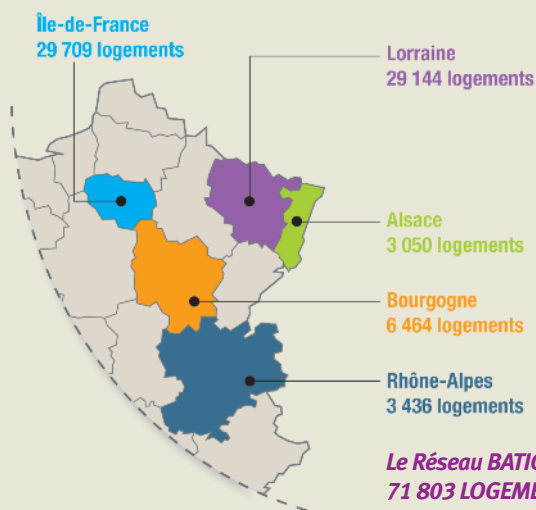 Île-de-France
29 709 logements
Lorraine
29 144 logements
Alsace
3 050 logements
Bourgogne
6 464 logements
Rhône-Alpes
3 436 logements
Le Réseau
71 803